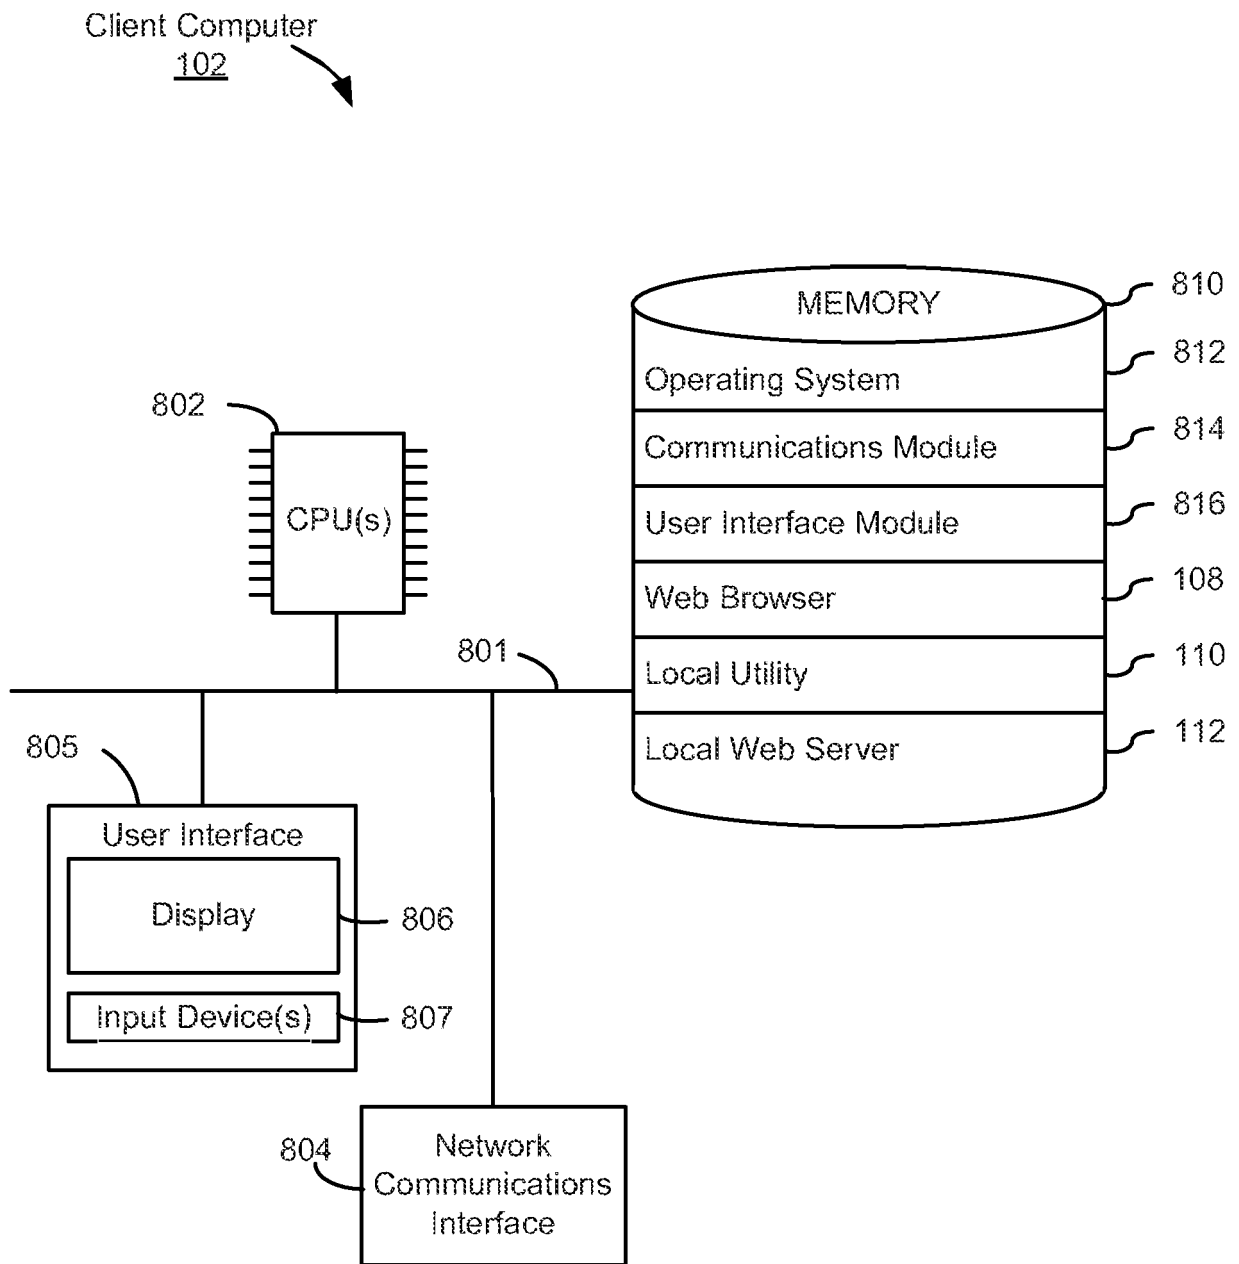 Client Computer
102
MEMORY
810
Operating System
812
Communications Module
814
User Interface Module
816
Web Browser
108
Local Utility
110
Local Web Server
112
802
CPU(s)
801
805
User Interface
Display
806
Input Device(s)
807
804
Network
Communications
Interface